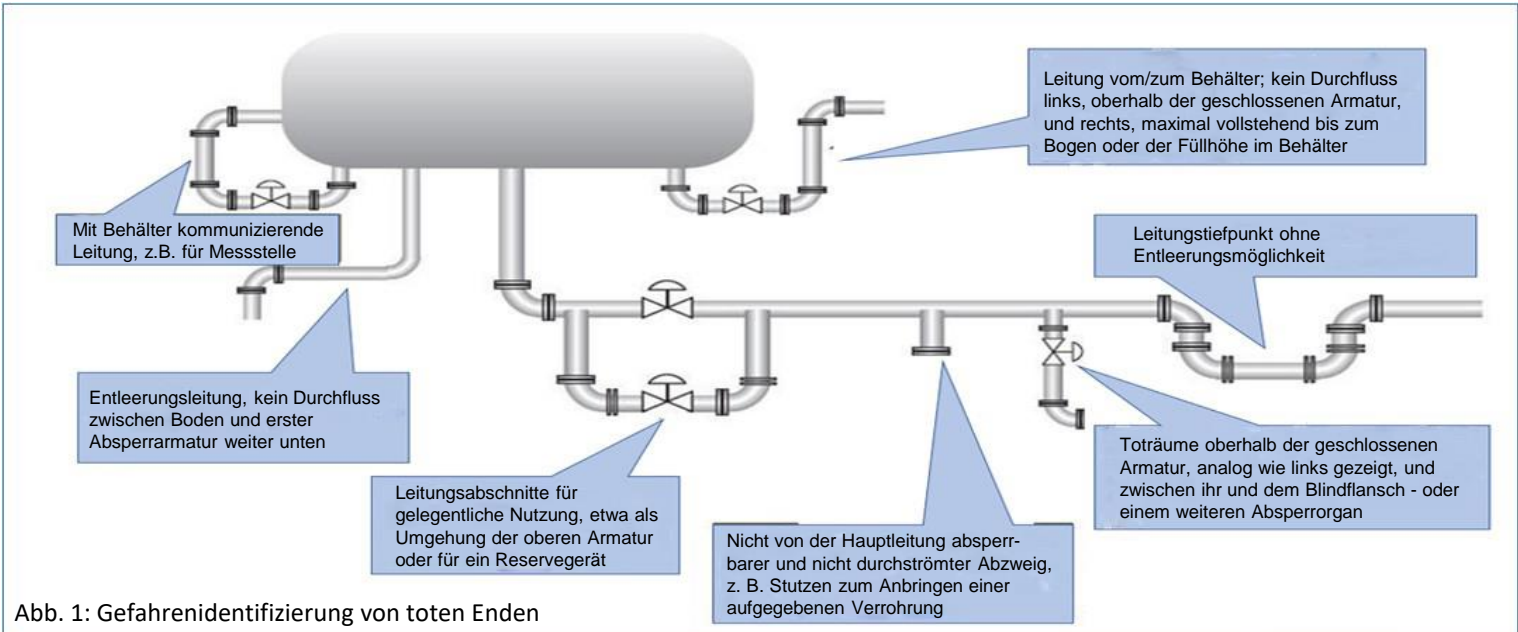 Leitung vom/zum Behälter; kein Durchfluss
links, oberhalb der geschlossenen Armatur,
und rechts, maximal vollstehend bis zum
Bogen oder der Füllhöhe im Behälter
Mit Behälter kommunizierende
Leitung, z.B. für Messstelle
Leitungstiefpunkt ohne
Entleerungsmöglichkeit
Entleerungsleitung, kein Durchfluss
zwischen Boden und erster
Absperrarmatur weiter unten
Leitungsabschnitte für
gelegentliche Nutzung, etwa als
Umgehung der oberen Armatur
oder für ein Reservegerät
Nicht von der Hauptleitung absperr-
barer und nicht durchströmter Abzweig,
z. B. Stutzen zum Anbringen einer
aufgegebenen Verrohrung
Toträume oberhalb der geschlossenen
Armatur, analog wie links gezeigt, und
zwischen ihr und dem Blindflansch - oder
einem weiteren Absperrorgan
Abb. 1: Gefahrenidentifizierung von toten Enden